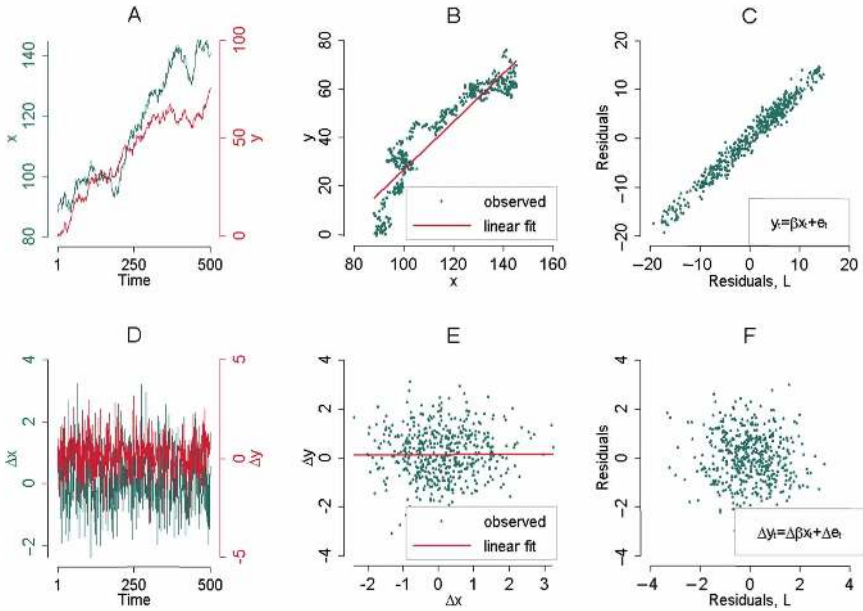 A
x
80 100 120 140
0 50 100
y
1 250 500
Time
B
y
0 20 40 60 80
observed
linear fit
80 100 120 140 160
x
C
Residuals
−20 −10 0 10 20
yt=βxt+et
−20 −10 0 10 20
Residuals, L
D
Δx
−2 0 2 4
−5 0 5
Δy
1 250 500
Time
E
Δy
−4 −2 0 2 4
observed
linear fit
−2 −1 0 1 2 3
Δx
F
Residuals
−4 −2 0 2 4
Δyt=Δβxt+Δet
−4 −2 0 2 4
Residuals, L